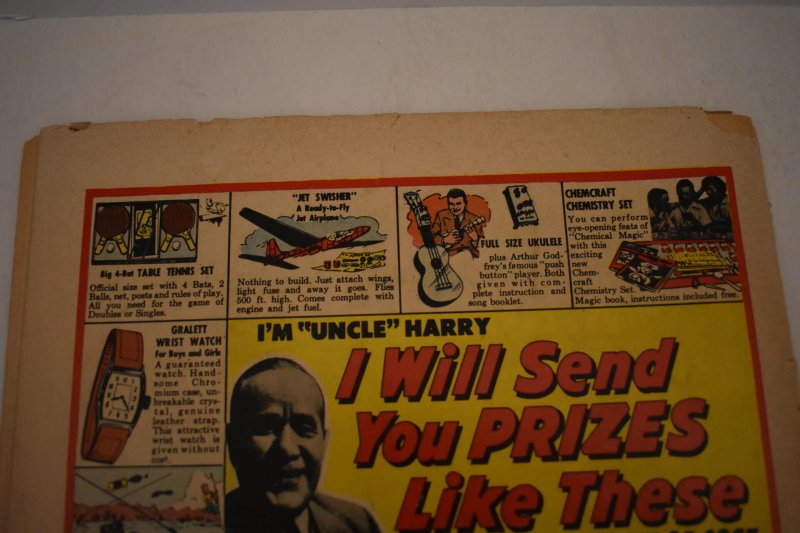 Big 4-Bat TABLE TENNIS SET
Official size set with 4 Bats, 2
Balls, net, posts and rules of play.
All you need for the game of
Doubles or Singles.
"JET SWISHER"
A Ready-to-Fly
Jet Airplane
Nothing to build. Just attach wings,
light fuse and away it goes. Flies
500 ft. high. Comes complete with
engine and jet fuel.
FULL SIZE UKULELE
plus Arthur God-
frey's famous "push
button" player. Both
given with com-
plete instruction and
song booklet.
CHEMCRAFT
CHEMISTRY SET
You can perform
eye-opening feats of
"Chemical Magic"
with this
exciting
new
Chem-
craft
Chemistry Set.
Magic book, instructions included free.
GRALETT
WRIST WATCH
For Boys and Girls
A guaranteed
watch. Hand-
some Chro-
mium case, un-
breakable crys-
tal, genuine
leather strap.
This attractive
wrist watch is
given without
cost.
I'M "UNCLE" HARRY
I Will Send
You PRIZES
Like These